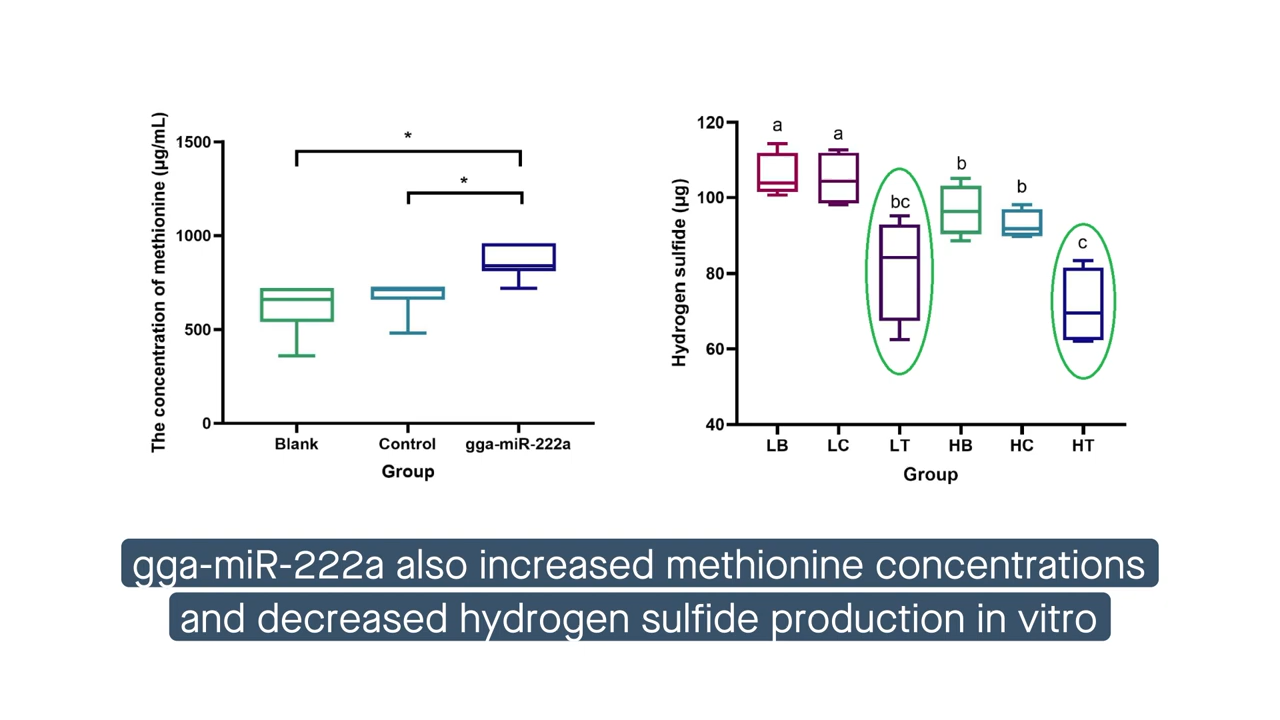 The concentration of methionine (µg/mL)
1500
1000
500
0
*
*
Blank
Control
gga-miR-222a
Group
Hydrogen sulfide (µg)
120
100
80
60
40
a
a
bc
b
b
c
LB
LC
LT
HB
HC
HT
Group
gga-miR-222a also increased methionine concentrations
and decreased hydrogen sulfide production in vitro